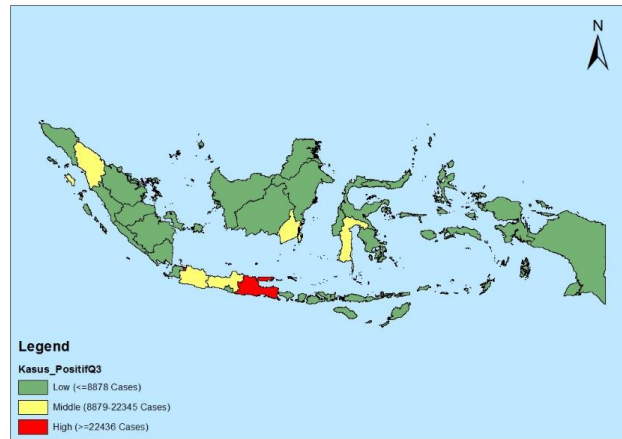 N
Legend
Kasus_PositifQ3
Low (<=8878 Cases)
Middle (8879-22345 Cases)
High (>=22436 Cases)